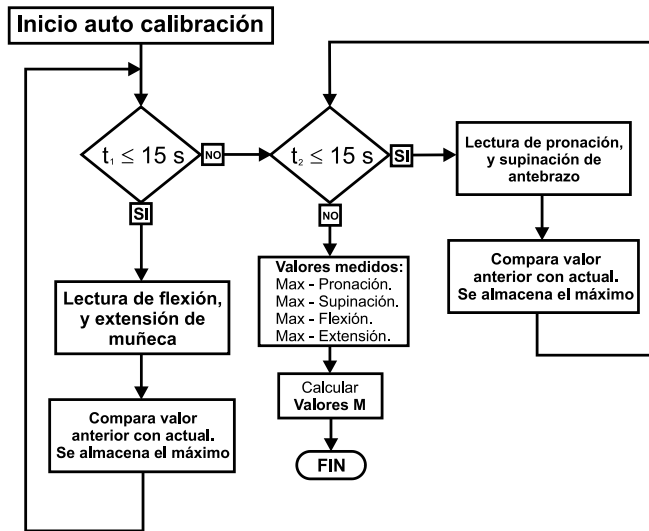 Inicio auto calibración
t₁ ≤ 15 s
NO
SI
Lectura de flexión,
y extensión de
muñeca
Compara valor
anterior con actual.
Se almacena el máximo
t₂ ≤ 15 s
SI
NO
Lectura de pronación,
y supinación de
antebrazo
Compara valor
anterior con actual.
Se almacena el máximo
Valores medidos:
Max - Pronación.
Max - Supinación.
Max - Flexión.
Max - Extensión.
Calcular
Valores M
FIN